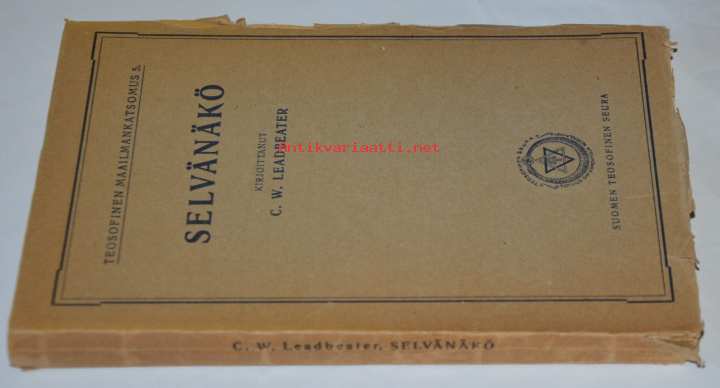 TEOSOFINEN MAAILMANKATSOMUS 5.
SELVÄNÄKÖ
KIRJOITTANUT
C. W. LEADBEATER
SUOMEN TEOSOFINEN SEURA
C. W. Leadbeater, SELVÄNÄKÖ
antikvariaatti.net